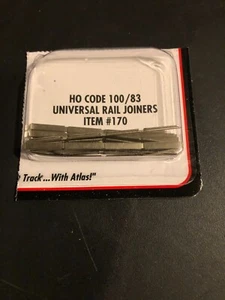 HO CODE 100/83
UNIVERSAL RAIL JOINERS
ITEM #170
Track...With Atlas!"